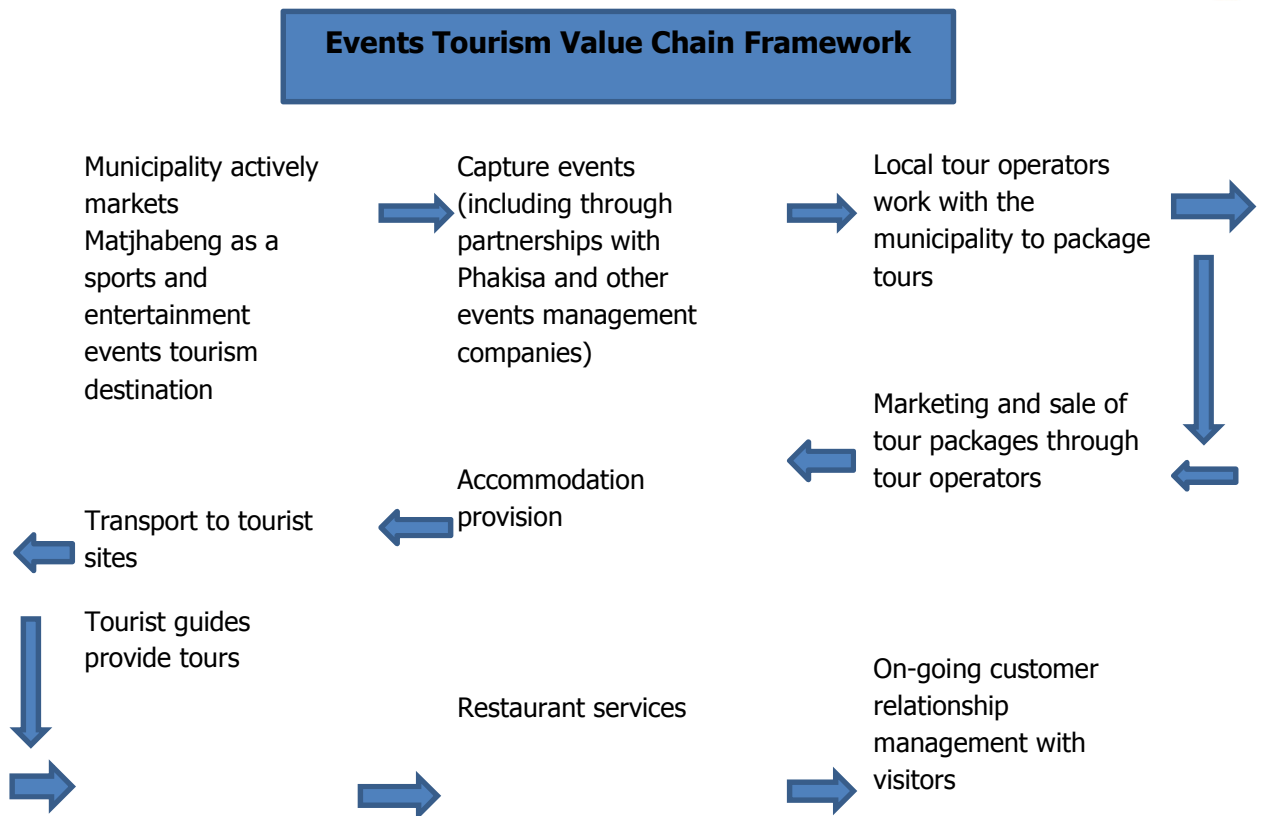 Events Tourism Value Chain Framework
Municipality actively
markets
Matjhabeng as a
sports and
entertainment
events tourism
destination
Capture events
(including through
partnerships with
Phakisa and other
events management
companies)
Local tour operators
work with the
municipality to package
tours
Marketing and sale of
tour packages through
tour operators
Accommodation
provision
Transport to tourist
sites
Tourist guides
provide tours
Restaurant services
On-going customer
relationship
management with
visitors